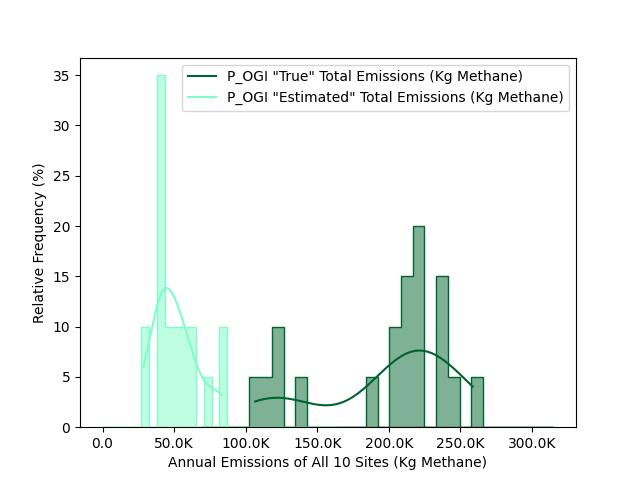 P_OGI "True" Total Emissions (Kg Methane)
P_OGI "Estimated" Total Emissions (Kg Methane)
35
30
25
20
15
10
5
0
Relative Frequency (%)
0.0 50.0K 100.0K 150.0K 200.0K 250.0K 300.0K
Annual Emissions of All 10 Sites (Kg Methane)